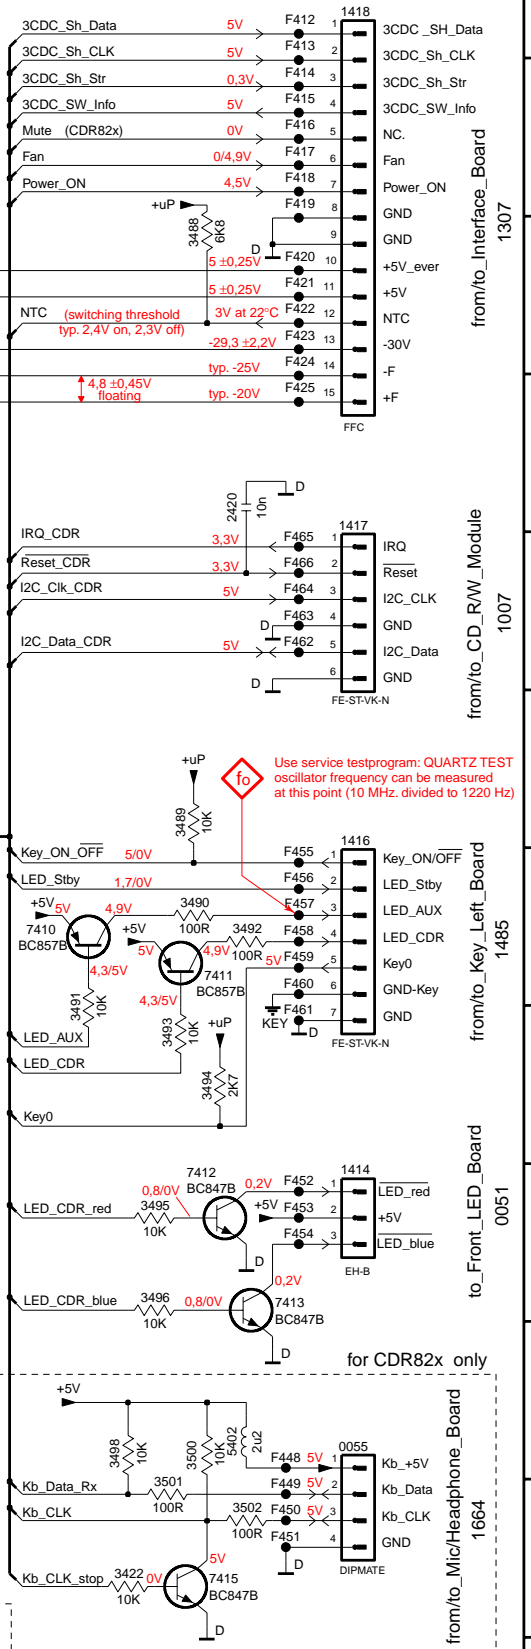 1418
3CDC_Sh_Data 5V F412 1 3CDC _SH_Data
3CDC_Sh_CLK 5V F413 2 3CDC_Sh_CLK
3CDC_Sh_Str 0,3V F414 3 3CDC_Sh_Str
3CDC_SW_Info 5V F415 4 3CDC_SW_Info
Mute (CDR82x) 0V F416 5 NC.
Fan 0/4,9V F417 6 Fan
Power_ON 4,5V F418 7 Power_ON
+uP F419 8 GND
3488 6K8
D 9 GND
5 ±0,25V F420 10 +5V_ever
5 ±0,25V F421 11 +5V
NTC (switching threshold 3V at 22°C F422 12 NTC
typ. 2,4V on, 2,3V off)
-29,3 ±2,2V F423 13 -30V
typ. -25V F424 14 -F
4,8 ±0,45V
floating
typ. -20V F425 15 +F
FFC
from/to_Interface_Board
1307
D
2420 10n
1417
IRQ_CDR 3,3V F465 1 IRQ
Reset_CDR 3,3V F466 2 Reset
I2C_Clk_CDR 5V F464 3 I2C_CLK
D F463 4 GND
I2C_Data_CDR 5V F462 5 I2C_Data
D 6 GND
FE-ST-VK-N
from/to_CD_R/W_Module
1007
+uP
fo
Use service testprogram: QUARTZ TEST
oscillator frequency can be measured
at this point (10 MHz. divided to 1220 Hz)
3489 10K
1416
Key_ON_OFF 5/0V F455 1 Key_ON/OFF
LED_Stby 1,7/0V F456 2 LED_Stby
+5V 5V 4,9V 3490 100R F457 3 LED_AUX
7410
BC857B
+5V 5V 4,9V 3492 100R F458 4 LED_CDR
7411
BC857B
5V F459 5 Key0
4,3/5V
4,3/5V
F460 6 GND-Key
KEY
F461 7 GND
D
FE-ST-VK-N
3491 10K
3493 10K
+uP
3494 2K7
LED_AUX
LED_CDR
Key0
from/to_Key_Left_Board
1485
7412
BC847B
0,2V F452 1 1414 LED_red
LED_CDR_red 3495 10K 0,8/0V
+5V F453 2 +5V
F454 3 LED_blue
D
EH-B
0,2V
LED_CDR_blue 3496 10K 0,8/0V
7413
BC847B
D
to_Front_LED_Board
0051
for CDR82x only
+5V
3498 10K
3500 10K
5402 2u2
0055
F448 5V 1 Kb_+5V
Kb_Data_Rx 3501 100R F449 5V 2 Kb_Data
Kb_CLK 3502 100R F450 5V 3 Kb_CLK
F451 4 GND
D
DIPMATE
5V
Kb_CLK_stop 3422 10K 0V
7415
BC847B
D
from/to_Mic/Headphone_Board
1664